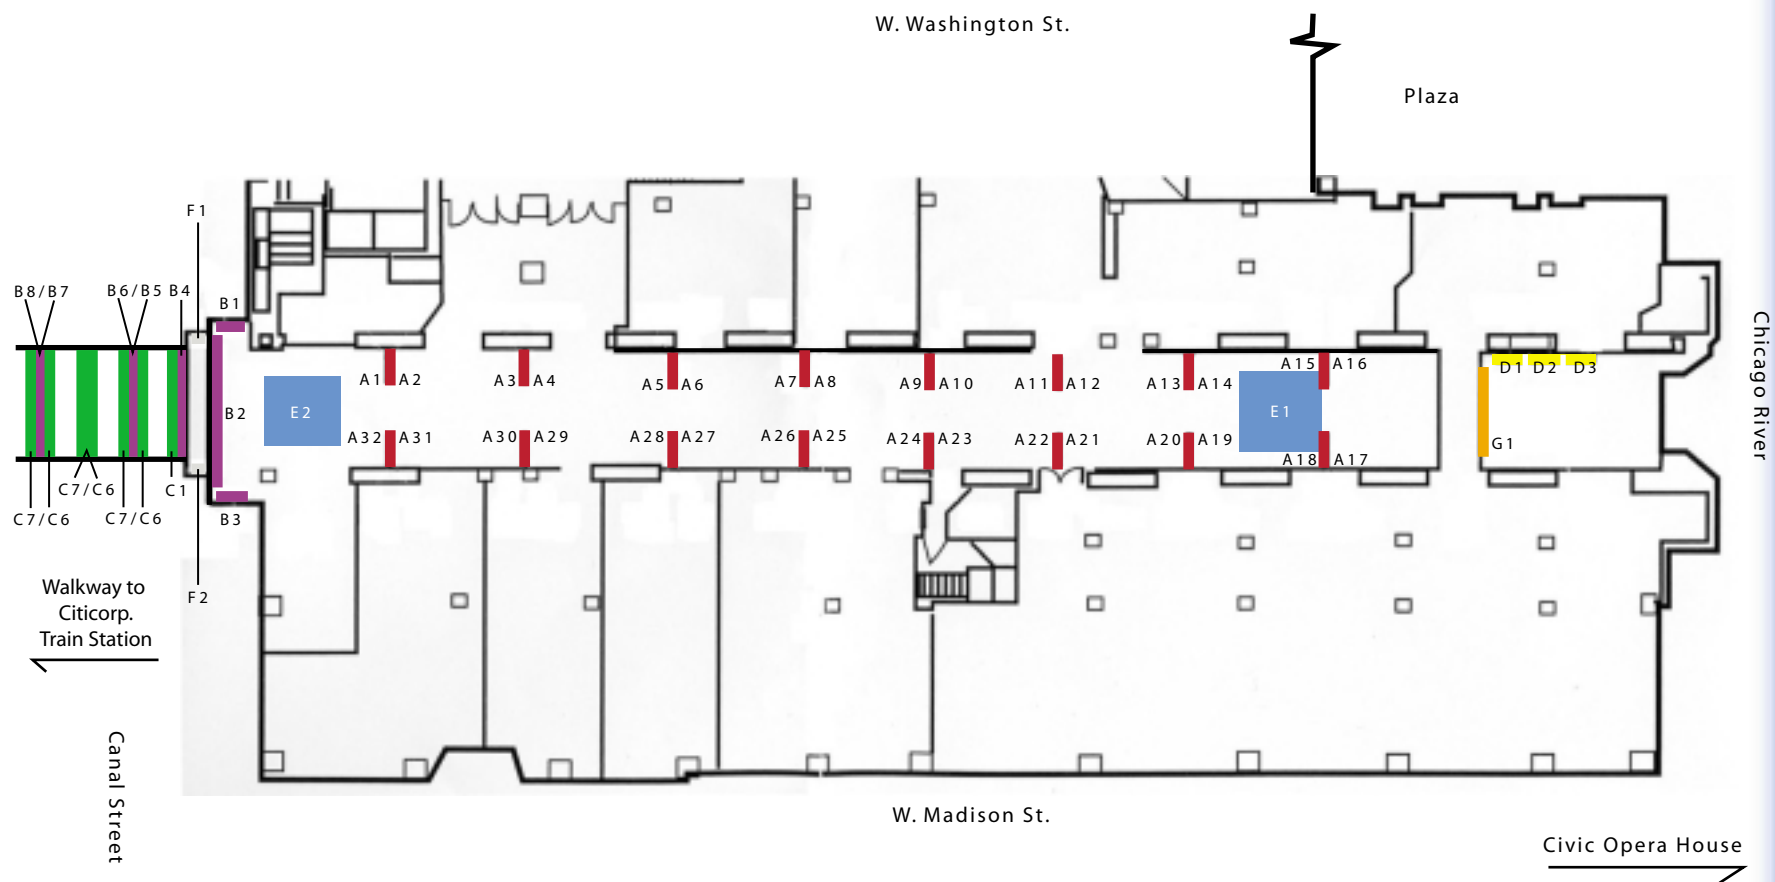 W. Washington St.
Plaza
F1
B8/B7
B6/B5
B4
B1
A1
A2
A3
A4
A5
A6
A7
A8
A9
A10
A11
A12
A13
A14
A15
A16
D1
D2
D3
B2
E2
E1
Chicago River
A32
A31
A30
A29
A28
A27
A26
A25
A24
A23
A22
A21
A20
A19
A18
A17
G1
C7/C6
C1
C7/C6
C7/C6
B3
F2
Walkway to
Citicorp.
Train Station
Canal Street
W. Madison St.
Civic Opera House